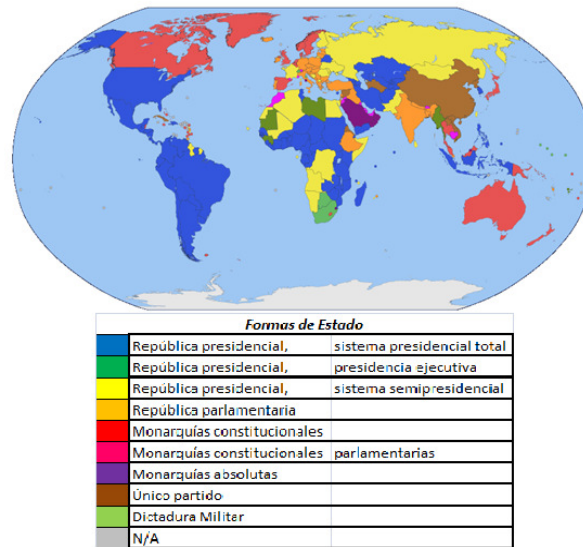 Formas de Estado
República presidencial, sistema presidencial total
República presidencial, presidencia ejecutiva
República presidencial, sistema semipresidencial
República parlamentaria
Monarquías constitucionales
Monarquías constitucionales parlamentarias
Monarquías absolutas
Único partido
Dictadura Militar
N/A